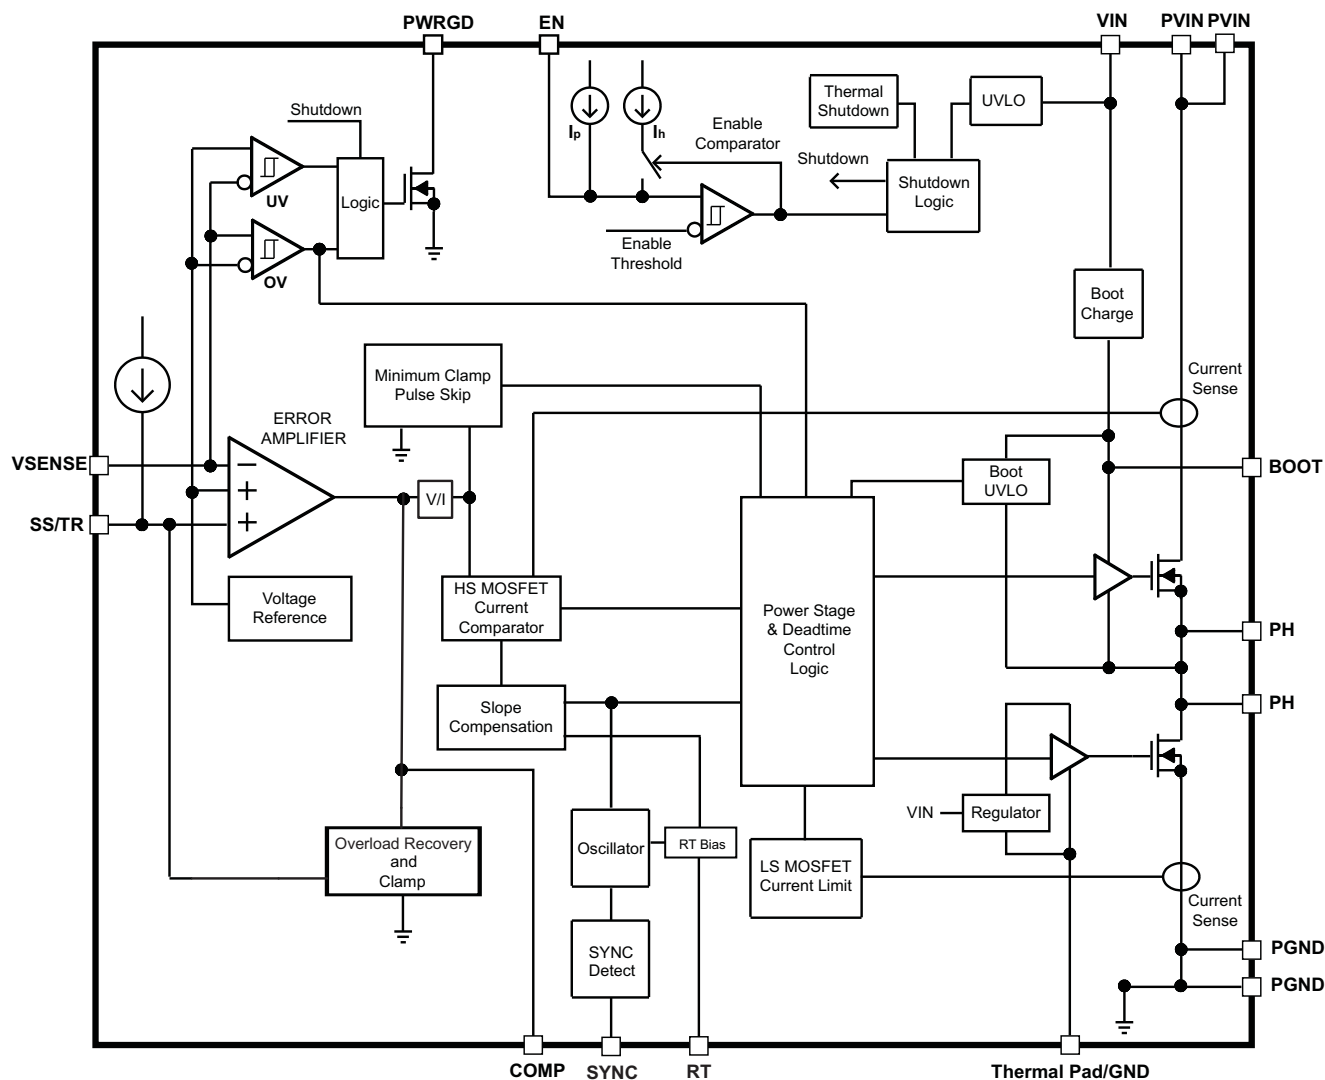 PWRGD
EN
VIN
PVIN
PVIN
Shutdown
Thermal
Shutdown
UVLO
Ip
Ih
Enable
Comparator
Shutdown
UV
Logic
Shutdown
Logic
Enable
Threshold
OV
Boot
Charge
Minimum Clamp
Pulse Skip
Current
Sense
ERROR
AMPLIFIER
VSENSE
−
+
+
V/I
Boot
UVLO
BOOT
SS/TR
Voltage
Reference
HS MOSFET
Current
Comparator
Power Stage
& Deadtime
Control
Logic
PH
PH
Slope
Compensation
VIN
Regulator
Overload Recovery
and
Clamp
Oscillator
RT Bias
LS MOSFET
Current Limit
Current
Sense
SYNC
Detect
PGND
PGND
COMP
SYNC
RT
Thermal Pad/GND